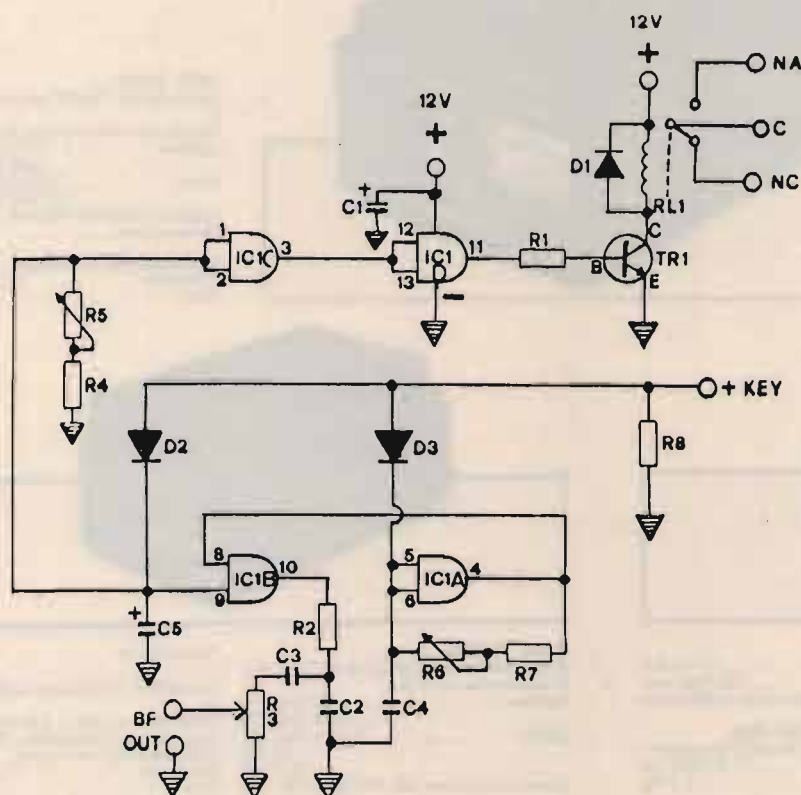 12V
+
NA
C
NC
12V
+
D1
RL1
C
B
TR1
E
+
C1
1
2
IC1C
3
12
13
IC1
11
−
R1
R5
R4
+ KEY
D2
D3
R8
8
9
IC1B
10
5
6
IC1A
4
+
C5
R2
R6
R7
C3
C2
C4
R
3
BF
OUT